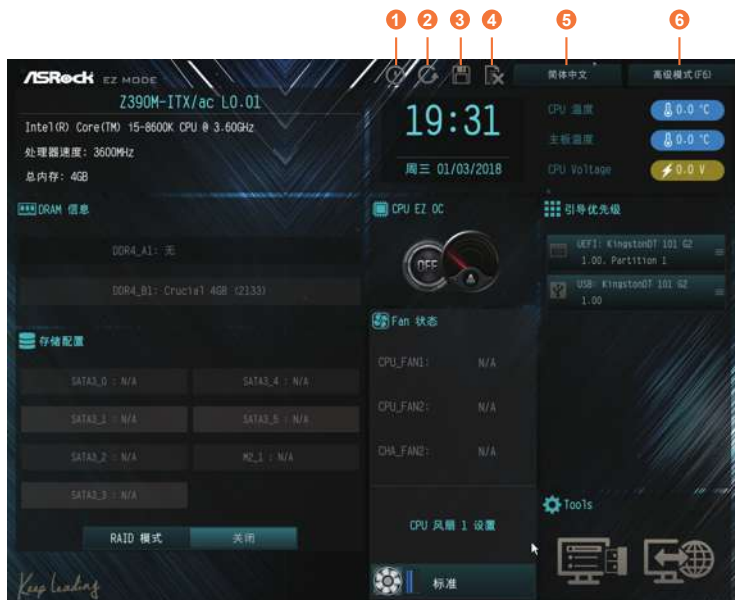 1 2 3 4 5 6
ASRock EZ MODE
简体中文
高级模式(F6)
Z390M-ITX/ac L0.01
Intel(R) Core(TM) i5-8600K CPU @ 3.60GHz
处理器速度: 3600MHz
总内存: 4GB
19:31
周三 01/03/2018
CPU 温度 0.0 °C
主板温度 0.0 °C
CPU Voltage 0.0 V
DRAM 信息
DDR4_A1: 无
DDR4_B1: Crucial 4GB (2133)
存储配置
SATA3_0 : N/A SATA3_4 : N/A
SATA3_1 : N/A SATA3_5 : N/A
SATA3_2 : N/A M2_1 : N/A
SATA3_3 : N/A
RAID 模式 关闭
Keep Leading
CPU EZ OC
OFF
Fan 状态
CPU_FAN1: N/A
CPU_FAN2: N/A
CHA_FAN2: N/A
CPU 风扇 1 设置
标准
引导优先级
UEFI: KingstonDT 101 G2
1.00. Partition 1
USB: KingstonDT 101 G2
1.00
Tools